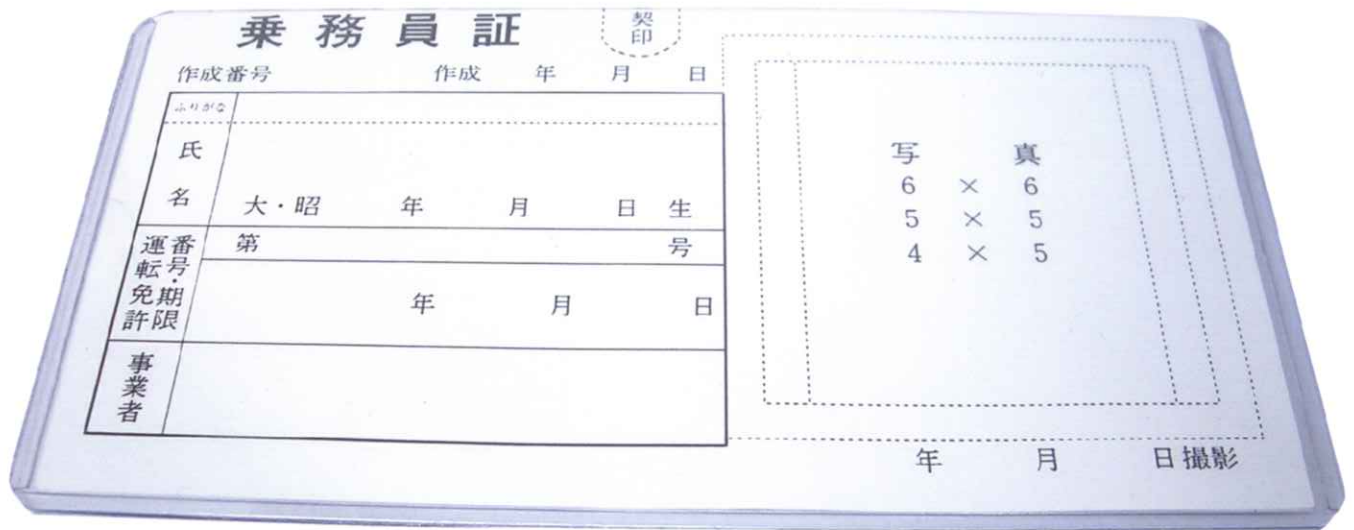 乗務員証
契印
作成番号 作成 年 月 日
ふりがな
氏名
大・昭 年 月 日生
運転免許番号・期限
第 号
年 月 日
事業者
写真
6 × 6
5 × 5
4 × 5
年 月 日撮影